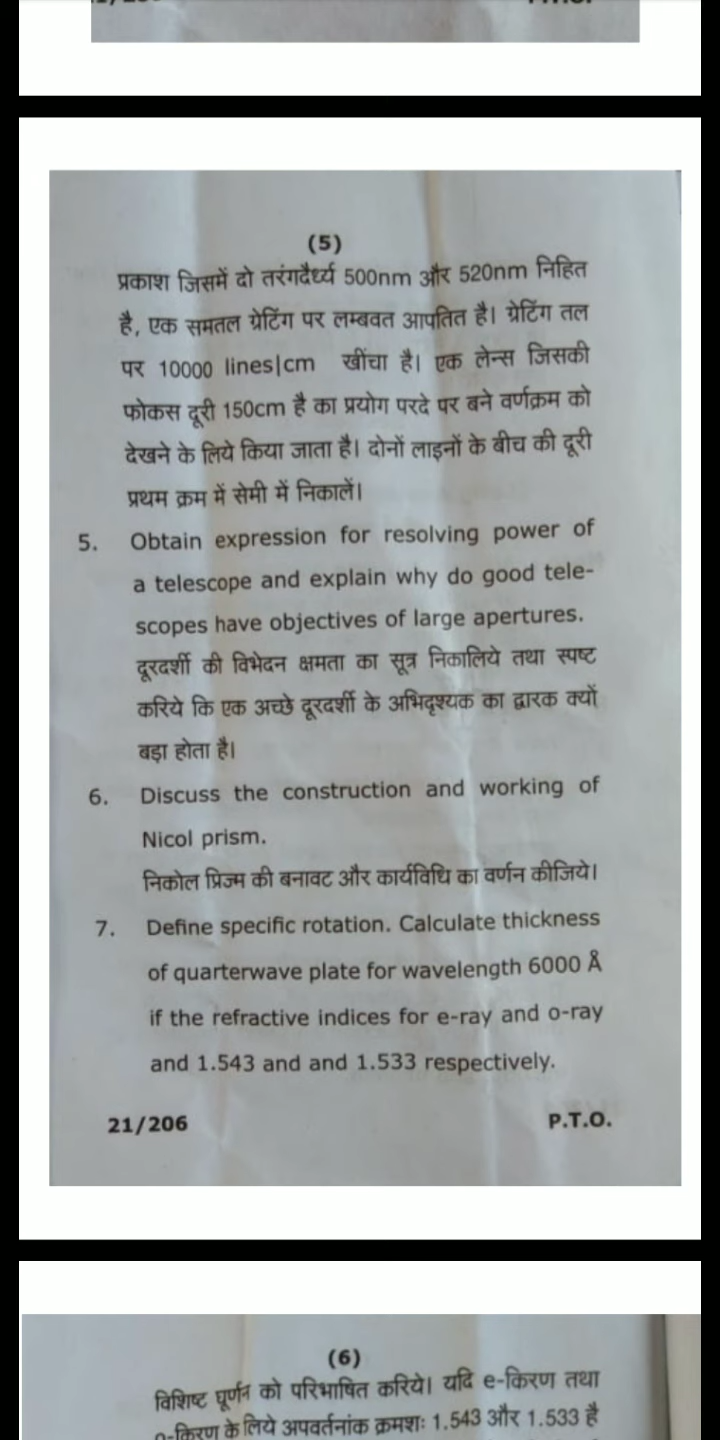 (5)
प्रकाश जिसमें दो तरंगदैर्ध्य 500nm और 520nm निहित
है, एक समतल ग्रेटिंग पर लम्बवत आपतित है। ग्रेटिंग तल
पर 10000 lines|cm खींचा है। एक लेन्स जिसकी
फोकस दूरी 150cm है का प्रयोग परदे पर बने वर्णक्रम को
देखने के लिये किया जाता है। दोनों लाइनों के बीच की दूरी
प्रथम क्रम में सेमी में निकालें।
5. Obtain expression for resolving power of
a telescope and explain why do good tele-
scopes have objectives of large apertures.
दूरदर्शी की विभेदन क्षमता का सूत्र निकालिये तथा स्पष्ट
करिये कि एक अच्छे दूरदर्शी के अभिदृश्यक का द्वारक क्यों
बड़ा होता है।
6. Discuss the construction and working of
Nicol prism.
निकोल प्रिज्म की बनावट और कार्यविधि का वर्णन कीजिये।
7. Define specific rotation. Calculate thickness
of quarterwave plate for wavelength 6000 Å
if the refractive indices for e-ray and o-ray
and 1.543 and and 1.533 respectively.
21/206 P.T.O.
(6)
विशिष्ट घूर्णन को परिभाषित करिये। यदि e-किरण तथा
o-किरण के लिये अपवर्तनांक क्रमशः 1.543 और 1.533 है